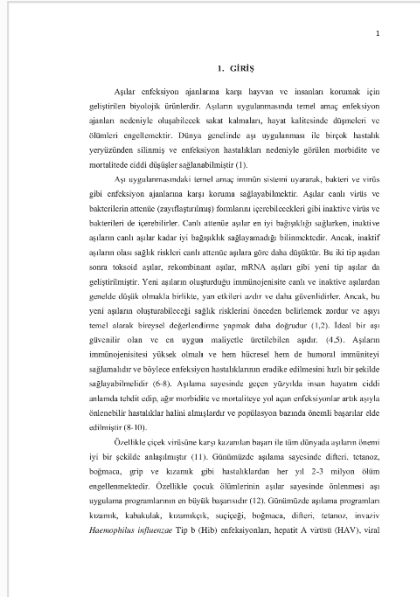 1
1. GİRİŞ
Aşılar enfeksiyon ajanlarına karşı hayvan ve insanları korumak için
geliştirilen biyolojik ürünlerdir. Aşıların uygulanmasında temel amaç enfeksiyon
ajanları nedeniyle oluşabilecek sakat kalmaları, hayat kalitesinde düşmeleri ve
ölümleri engellemektir. Dünya genelinde aşı uygulanması ile birçok hastalık
yeryüzünden silinmiş ve enfeksiyon hastalıkları nedeniyle görülen morbidite ve
mortalitede ciddi düşüşler sağlanabilmiştir (1).
Aşı uygulanmasındaki temel amaç immün sistemi uyararak, bakteri ve virüs
gibi enfeksiyon ajanlarına karşı koruma sağlayabilmektir. Aşılar canlı virüs ve
bakterilerin attenüe (zayıflaştırılmış) formlarını içerebilecekleri gibi inaktive virüs ve
bakterileri de içerebilirler. Canlı attenüe aşılar en iyi bağışıklığı sağlarken, inaktive
aşıların canlı aşılar kadar iyi bağışıklık sağlayamadığı bilinmektedir. Ancak, inaktif
aşıların olası sağlık riskleri canlı attenüe aşılara göre daha düşüktür. Bu iki tip aşıdan
sonra toksoid aşılar, rekombinant aşılar, mRNA aşıları gibi yeni tip aşılar da
geliştirilmiştir. Yeni aşıların oluşturduğu immünojenisite canlı ve inaktive aşılardan
genelde düşük olmakla birlikte, yan etkileri azdır ve daha güvenlidirler. Ancak, bu
yeni aşıların oluşturabileceği sağlık risklerini önceden belirlemek zordur ve aşıyı
temel alarak bireysel değerlendirme yapmak daha doğrudur (1,2). İdeal bir aşı
güvenilir olan ve en uygun maliyetle üretilebilen aşıdır. (4,5). Aşıların
immünojenisitesi yüksek olmalı ve hem hücresel hem de humoral immüniteyi
sağlamalıdır ve böylece enfeksiyon hastalıklarının eradike edilmesini hızlı bir şekilde
sağlayabilmelidir (6-8). Aşılama sayesinde geçen yüzyılda insan hayatını ciddi
anlamda tehdit edip, ağır morbidite ve mortaliteye yol açan enfeksiyonlar artık aşıyla
önlenebilir hastalıklar halini almışlardır ve popülasyon bazında önemli başarılar elde
edilmiştir (8-10).
Özellikle çiçek virüsüne karşı kazanılan başarı ile tüm dünyada aşıların önemi
iyi bir şekilde anlaşılmıştır (11). Günümüzde aşılama sayesinde difteri, tetanoz,
boğmaca, grip ve kızamık gibi hastalıklardan her yıl 2-3 milyon ölüm
engellenmektedir. Özellikle çocuk ölümlerinin aşılar sayesinde önlenmesi aşı
uygulama programlarının en büyük başarısıdır (12). Günümüzde aşılama programları
kızamık, kabakulak, kızamıkçık, suçiçeği, boğmaca, difteri, tetanoz, invaziv
Haemophilus influenzae Tip b (Hib) enfeksiyonları, hepatit A virüsü (HAV), viral